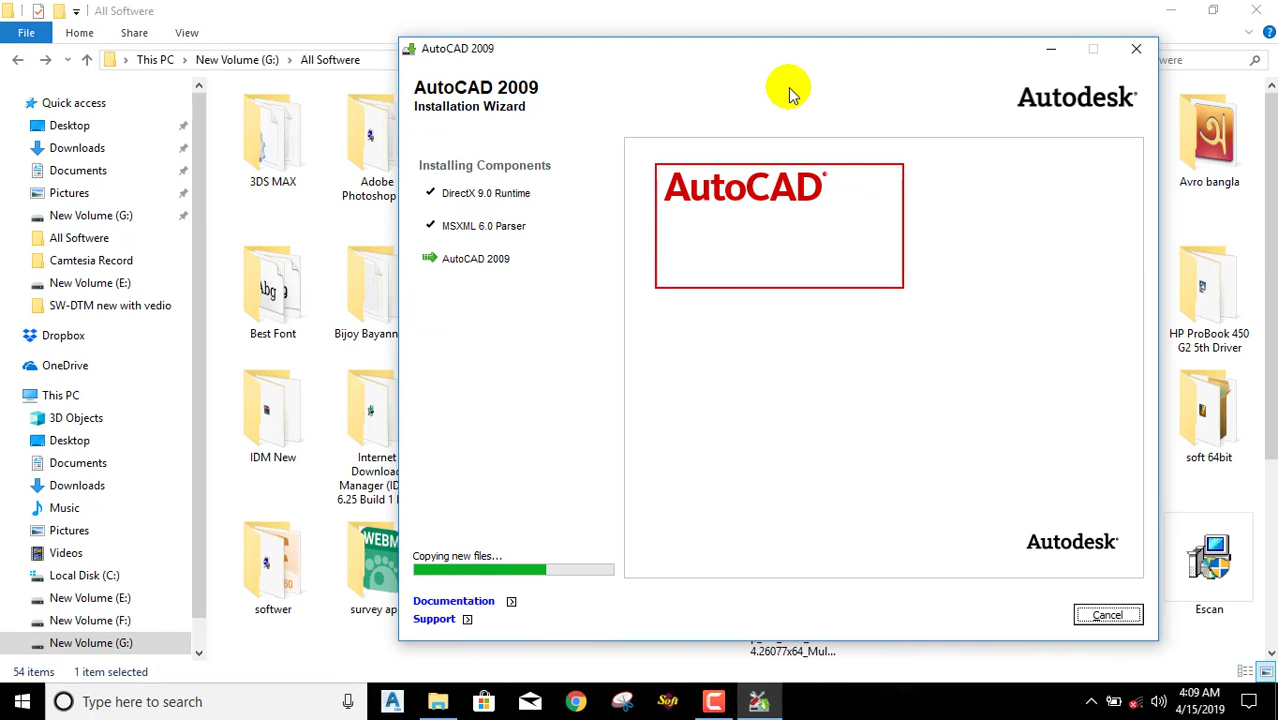 All Softwere
File
Home
Share
View
This PC
New Volume (G:)
All Softwere
were
Quick access
Desktop
Downloads
Documents
Pictures
New Volume (G:)
All Softwere
Camtesia Record
New Volume (E:)
SW-DTM new with vedio
Dropbox
OneDrive
This PC
3D Objects
Desktop
Documents
Downloads
Music
Pictures
Videos
Local Disk (C:)
New Volume (E:)
New Volume (F:)
New Volume (G:)
3DS MAX
Adobe
Photoshop
Avro bangla
Abg
g
Best Font
Bijoy Bayann
HP ProBook 450
G2 5th Driver
IDM New
Internet
Download
Manager (ID
6.25 Build 1
soft 64bit
softwer
WEBM
survey ap
Escan
4.26077x64_Mul...
AutoCAD 2009
AutoCAD 2009
Installation Wizard
Autodesk®
Installing Components
DirectX 9.0 Runtime
MSXML 6.0 Parser
AutoCAD 2009
AutoCAD®
Autodesk®
Copying new files...
Documentation
Support
Cancel
54 items
1 item selected
Type here to search
Soft
4:09 AM
4/15/2019